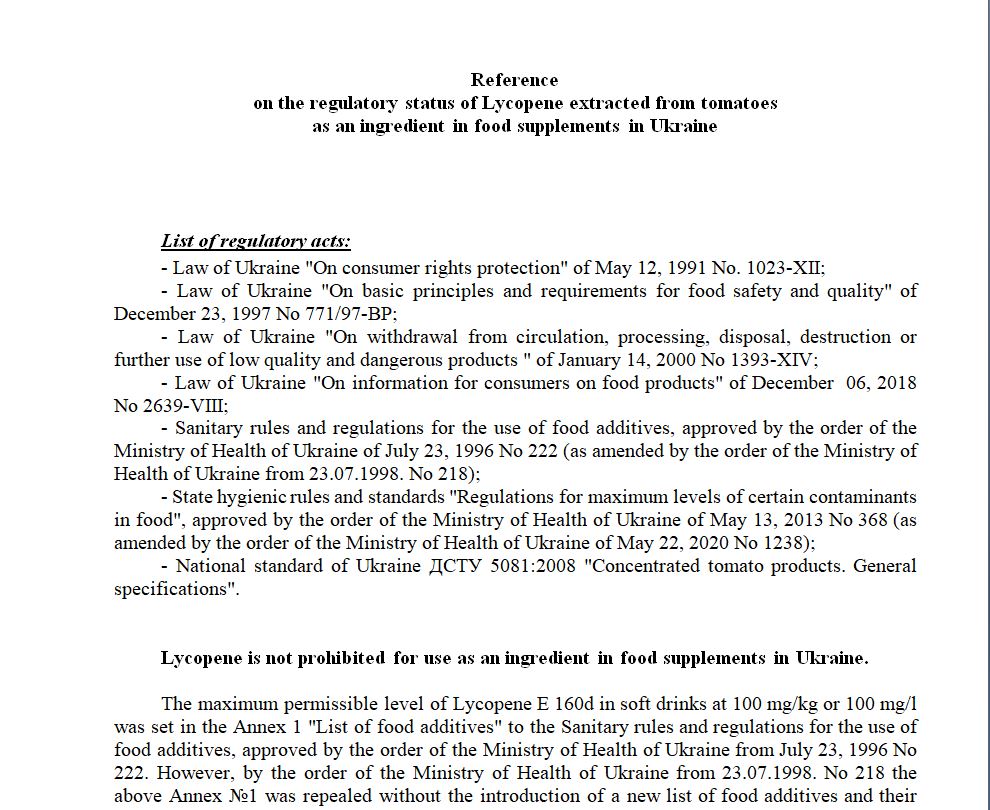 Reference
on the regulatory status of Lycopene extracted from tomatoes
as an ingredient in food supplements in Ukraine
List of regulatory acts:
- Law of Ukraine "On consumer rights protection" of May 12, 1991 No. 1023-XII;
- Law of Ukraine "On basic principles and requirements for food safety and quality" of
December 23, 1997 No 771/97-ВР;
- Law of Ukraine "On withdrawal from circulation, processing, disposal, destruction or
further use of low quality and dangerous products " of January 14, 2000 No 1393-XIV;
- Law of Ukraine "On information for consumers on food products" of December 06, 2018
No 2639-VIII;
- Sanitary rules and regulations for the use of food additives, approved by the order of the
Ministry of Health of Ukraine of July 23, 1996 No 222 (as amended by the order of the Ministry of
Health of Ukraine from 23.07.1998. No 218);
- State hygienic rules and standards "Regulations for maximum levels of certain contaminants
in food", approved by the order of the Ministry of Health of Ukraine of May 13, 2013 No 368 (as
amended by the order of the Ministry of Health of Ukraine of May 22, 2020 No 1238);
- National standard of Ukraine ДСТУ 5081:2008 "Concentrated tomato products. General
specifications".
Lycopene is not prohibited for use as an ingredient in food supplements in Ukraine.
The maximum permissible level of Lycopene E 160d in soft drinks at 100 mg/kg or 100 mg/l
was set in the Annex 1 "List of food additives" to the Sanitary rules and regulations for the use of
food additives, approved by the order of the Ministry of Health of Ukraine from July 23, 1996 No
222. However, by the order of the Ministry of Health of Ukraine from 23.07.1998. No 218 the
above Annex №1 was repealed without the introduction of a new list of food additives and their